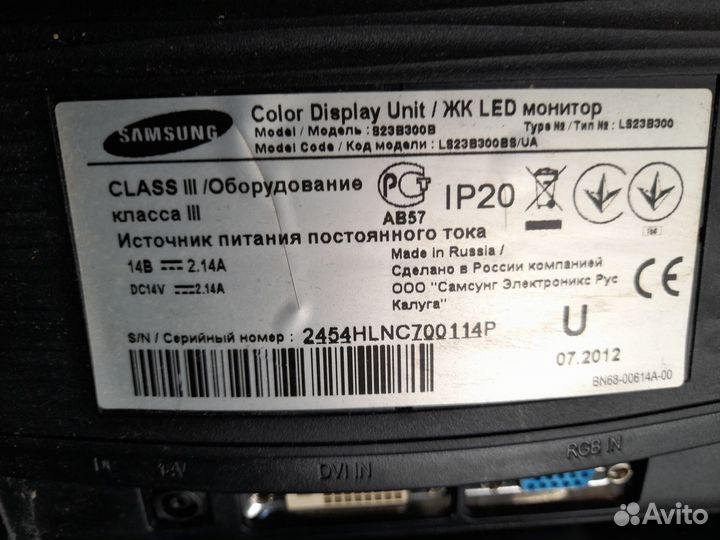 SAMSUNG
Color Display Unit / ЖК LED монитор
Model / Модель : S23B300B Type № / Тип № : LS23B300
Model Code / Код модели : LS23B300BS/UA
CLASS III /Оборудование
класса III
РСТ
АВ57
IP20
Источник питания постоянного тока
14В 2.14А
DC14V 2.14A
Made in Russia /
Сделано в России компанией
ООО "Самсунг Электроникс Рус
Калуга"
CE
S/N / Серийный номер : 2454HLNC700114P
U
07.2012
BN68-00614A-00
14V
DVI IN
RGB IN
Avito